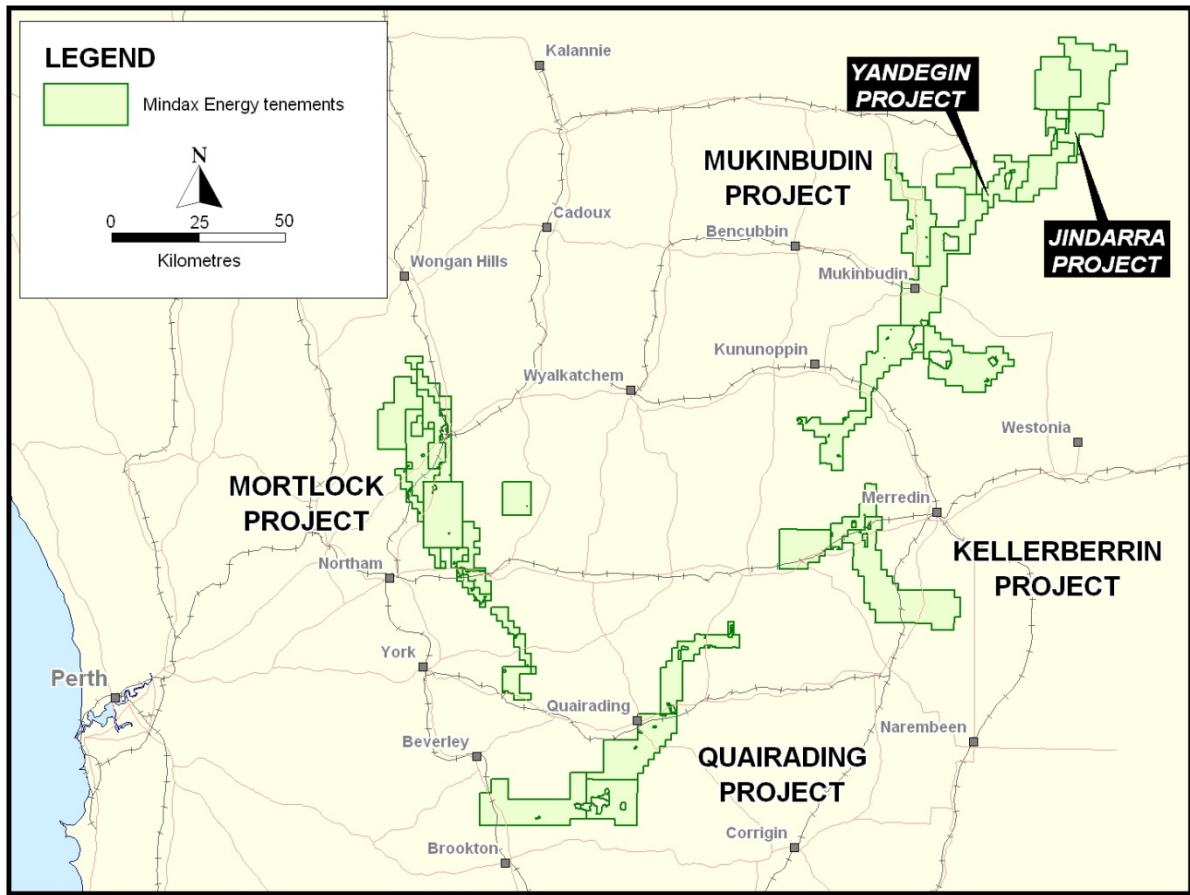 LEGEND
Mindax Energy tenements
N
0 25 50
Kilometres
Kalannie
YANDEGIN
PROJECT
MUKINBUDIN
PROJECT
Cadoux
Bencubbin
JINDARRA
PROJECT
Wongan Hills
Mukinbudin
Kununoppin
Wyalkatchem
Westonia
MORTLOCK
PROJECT
Merredin
KELLERBERRIN
PROJECT
Northam
York
Perth
Quairading
Beverley
Narembeen
QUAIRADING
PROJECT
Corrigin
Brookton